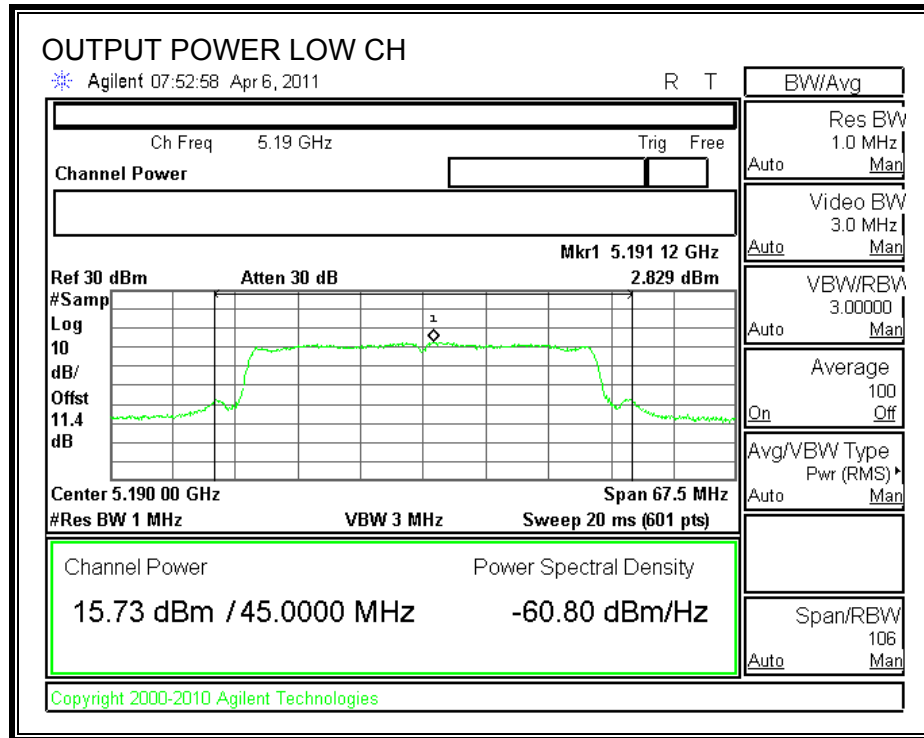 OUTPUT POWER LOW CH
Agilent 07:52:58 Apr 6, 2011
R T
Ch Freq 5.19 GHz
Trig Free
Channel Power
Mkr1 5.191 12 GHz
Ref 30 dBm
Atten 30 dB
2.829 dBm
#Samp
Log
10
dB/
Offst
11.4
dB
1
Center 5.190 00 GHz
Span 67.5 MHz
#Res BW 1 MHz
VBW 3 MHz
Sweep 20 ms (601 pts)
Channel Power
Power Spectral Density
15.73 dBm / 45.0000 MHz
-60.80 dBm/Hz
Copyright 2000-2010 Agilent Technologies
BW/Avg
Res BW
1.0 MHz
Auto Man
Video BW
3.0 MHz
Auto Man
VBW/RBW
3.00000
Auto Man
Average
100
On Off
Avg/VBW Type
Pwr (RMS)
Auto Man
Span/RBW
106
Auto Man